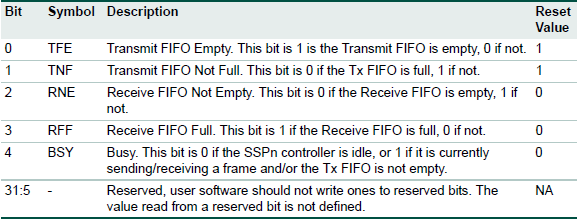 Bit Symbol Description Reset Value
0 TFE Transmit FIFO Empty. This bit is 1 is the Transmit FIFO is empty, 0 if not. 1
1 TNF Transmit FIFO Not Full. This bit is 0 if the Tx FIFO is full, 1 if not. 1
2 RNE Receive FIFO Not Empty. This bit is 0 if the Receive FIFO is empty, 1 if 0
not.
3 RFF Receive FIFO Full. This bit is 1 if the Receive FIFO is full, 0 if not. 0
4 BSY Busy. This bit is 0 if the SSPn controller is idle, or 1 if it is currently 0
sending/receiving a frame and/or the Tx FIFO is not empty.
31:5 - Reserved, user software should not write ones to reserved bits. The NA
value read from a reserved bit is not defined.